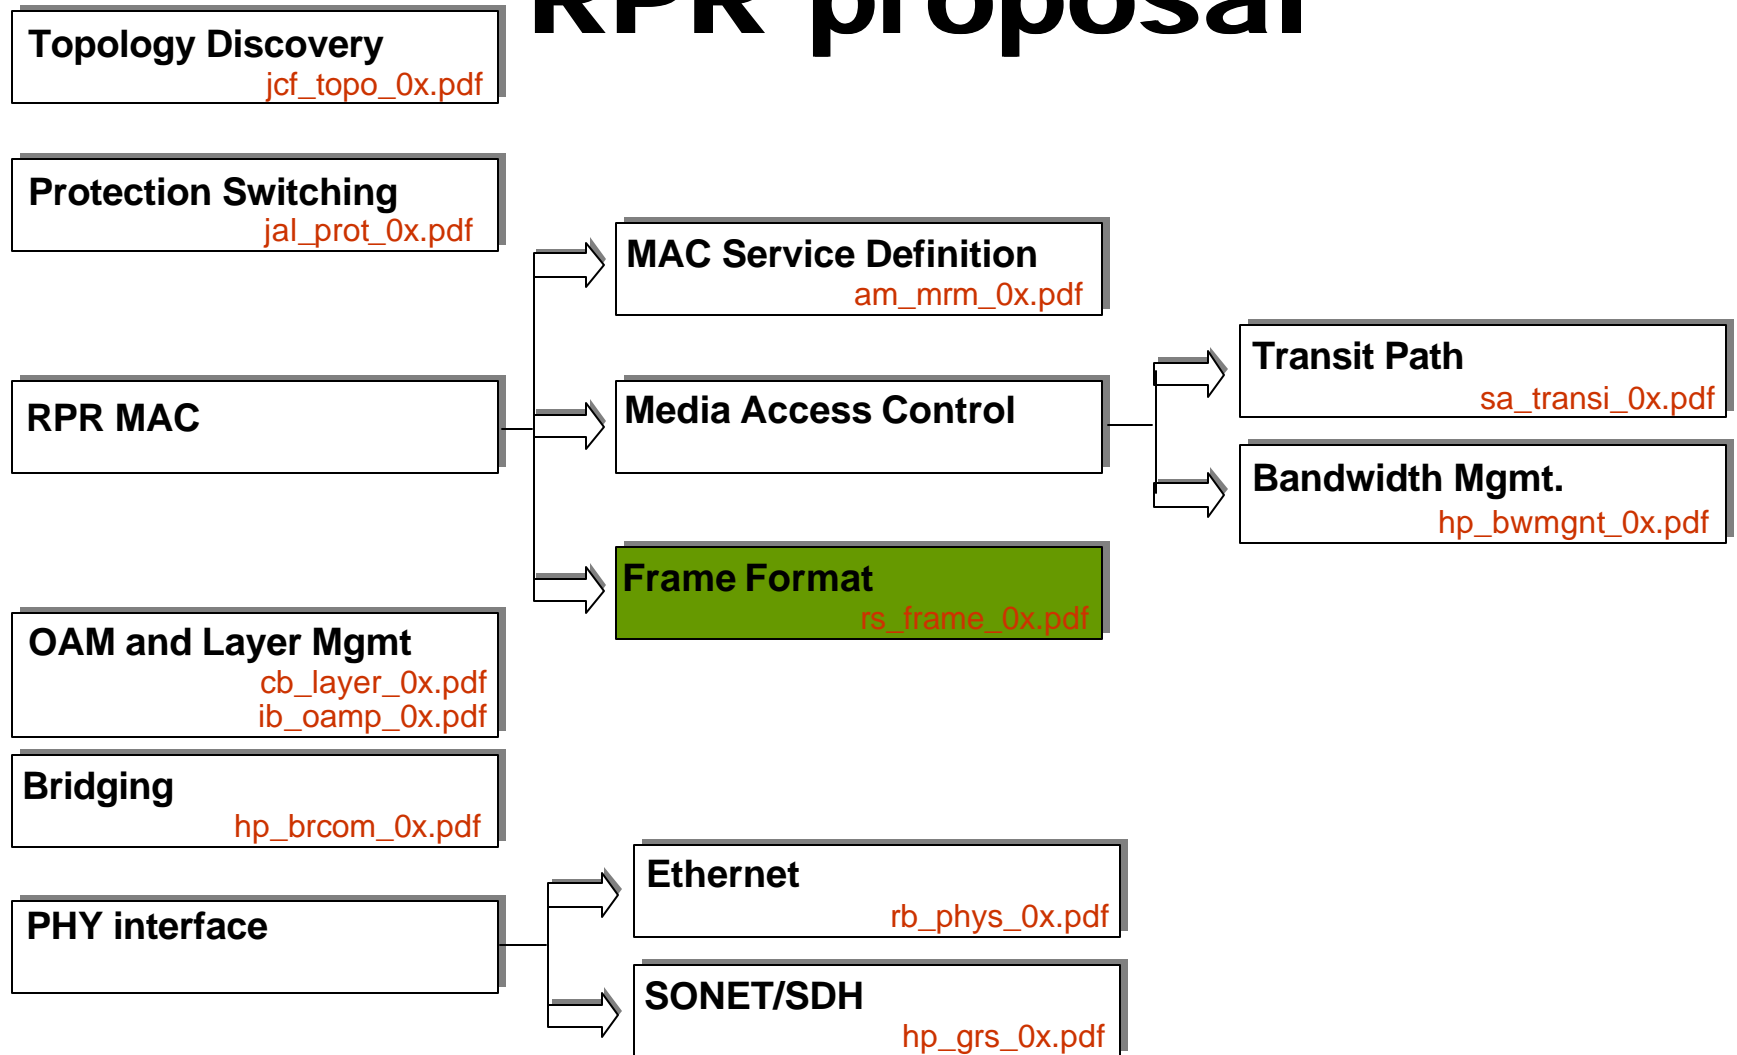 RPR proposal
Topology Discovery
jcf_topo_0x.pdf
Protection Switching
jal_prot_0x.pdf
MAC Service Definition
am_mrm_0x.pdf
Transit Path
sa_transi_0x.pdf
RPR MAC
Media Access Control
Bandwidth Mgmt.
hp_bwmgnt_0x.pdf
Frame Format
rs_frame_0x.pdf
OAM and Layer Mgmt
cb_layer_0x.pdf
ib_oamp_0x.pdf
Bridging
hp_brcom_0x.pdf
Ethernet
rb_phys_0x.pdf
PHY interface
SONET/SDH
hp_grs_0x.pdf